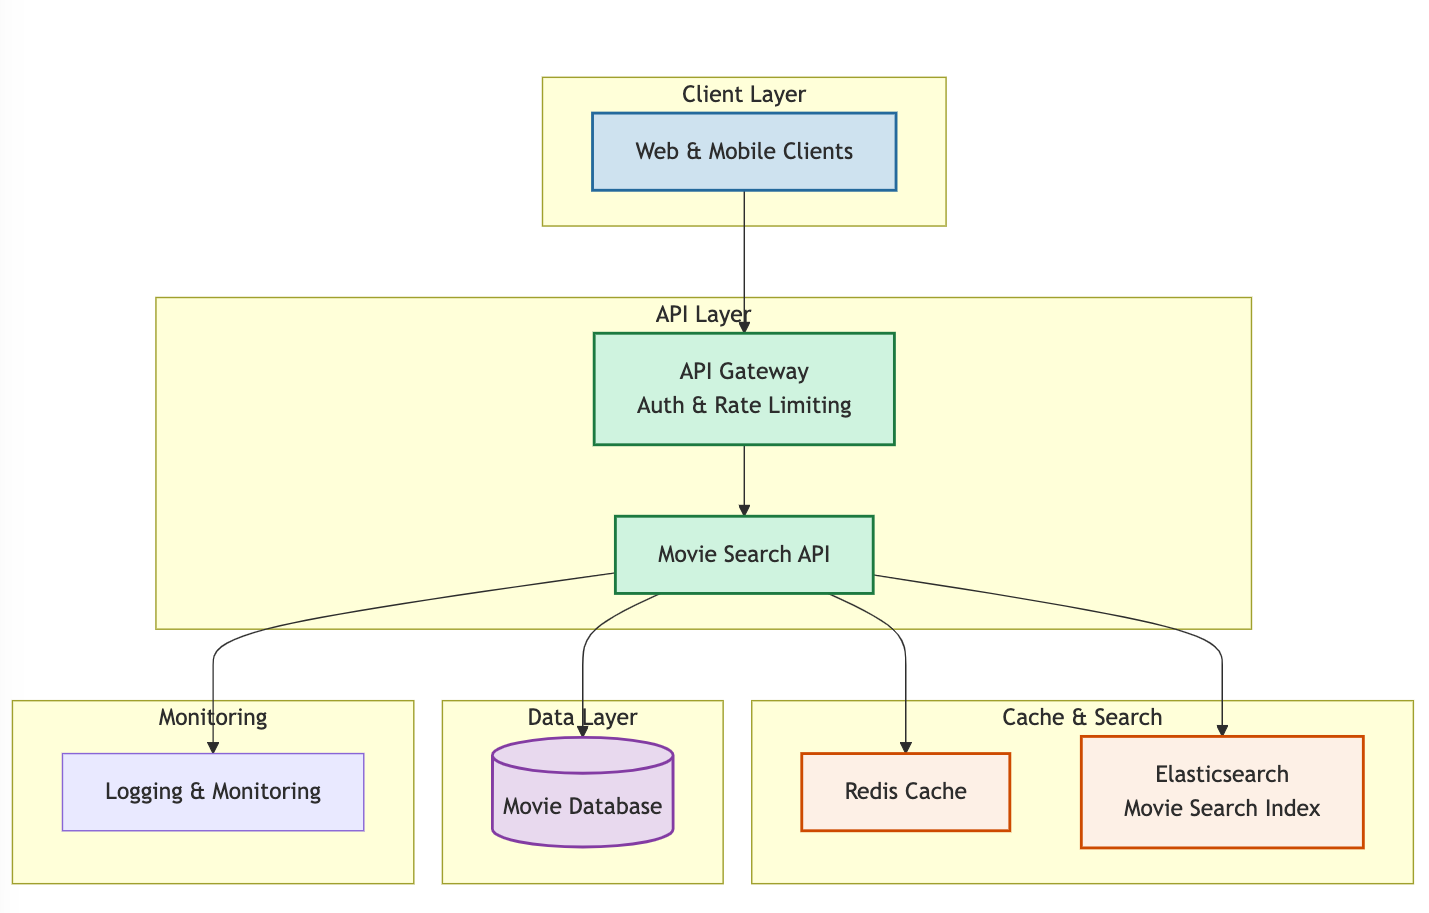 Client Layer
Web & Mobile Clients
API Layer
API Gateway
Auth & Rate Limiting
Movie Search API
Monitoring
Logging & Monitoring
Data Layer
Movie Database
Cache & Search
Redis Cache
Elasticsearch
Movie Search Index